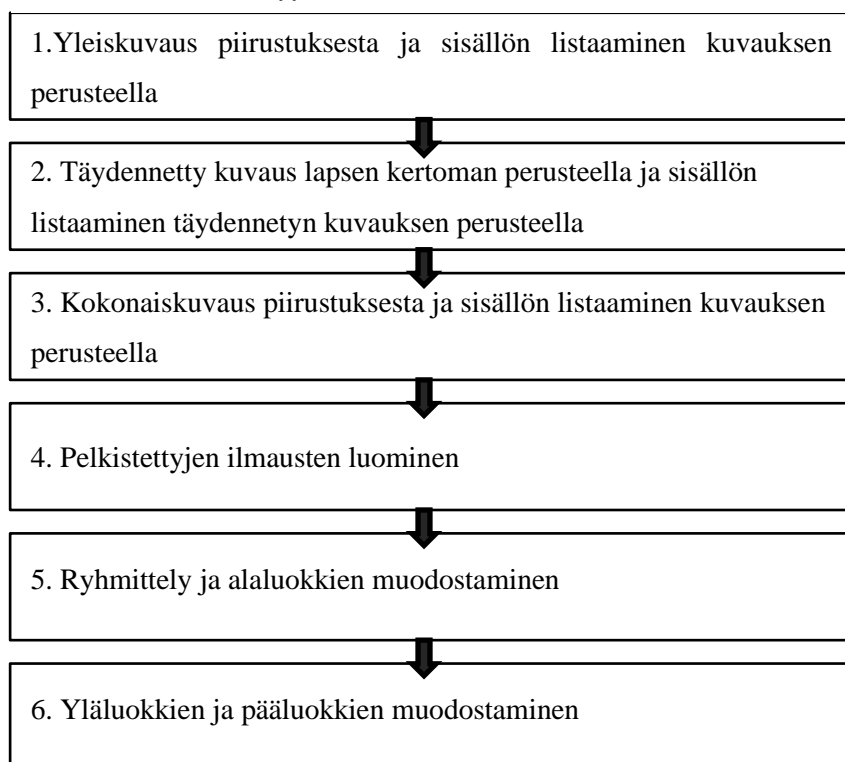 1.Yleiskuvaus piirustuksesta ja sisällön listaaminen kuvauksen
perusteella
2. Täydennetty kuvaus lapsen kertoman perusteella ja sisällön
listaaminen täydennetyn kuvauksen perusteella
3. Kokonaiskuvaus piirustuksesta ja sisällön listaaminen kuvauksen
perusteella
4. Pelkistettyjen ilmausten luominen
5. Ryhmittely ja alaluokkien muodostaminen
6. Yläluokkien ja pääluokkien muodostaminen